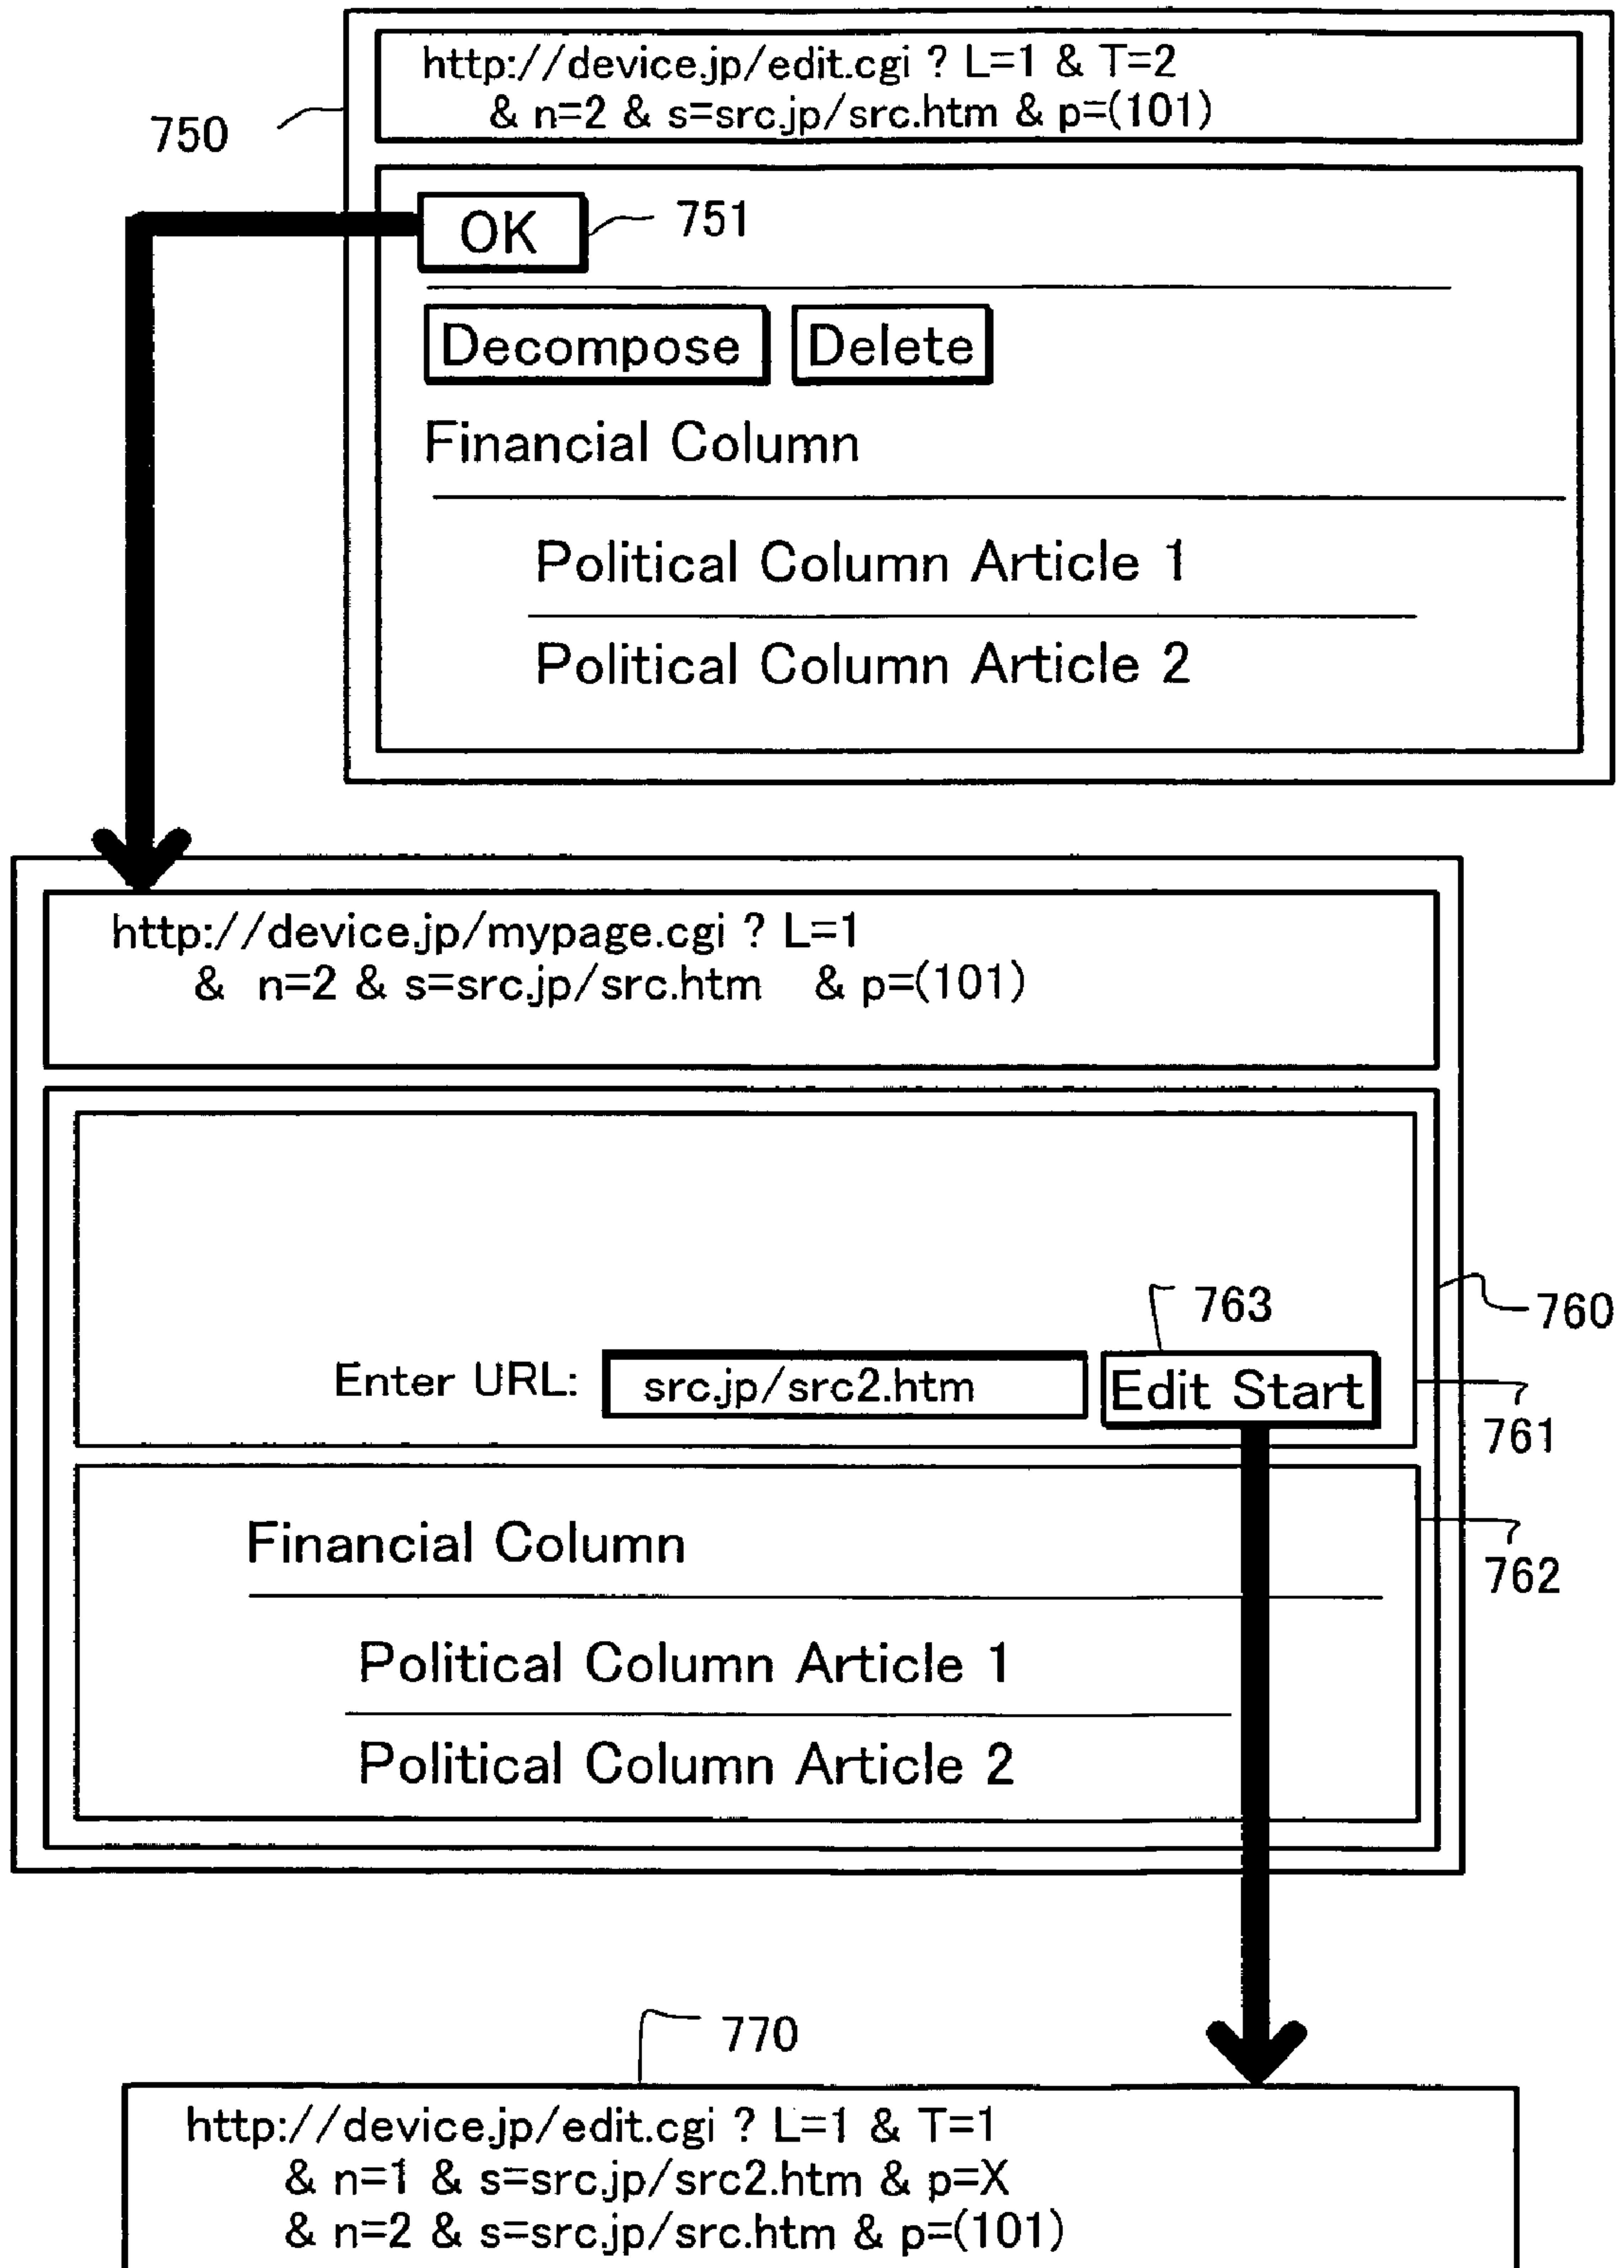 http://device.jp/edit.cgi ? L=1 & T=2
& n=2 & s=src.jp/src.htm & p=(101)
750
OK
751
Decompose Delete
Financial Column
Political Column Article 1
Political Column Article 2
http://device.jp/mypage.cgi ? L=1
& n=2 & s=src.jp/src.htm & p=(101)
763
760
Enter URL: src.jp/src2.htm Edit Start
761
Financial Column
762
Political Column Article 1
Political Column Article 2
770
http://device.jp/edit.cgi ? L=1 & T=1
& n=1 & s=src.jp/src2.htm & p=X
& n=2 & s=src.jp/src.htm & p=(101)